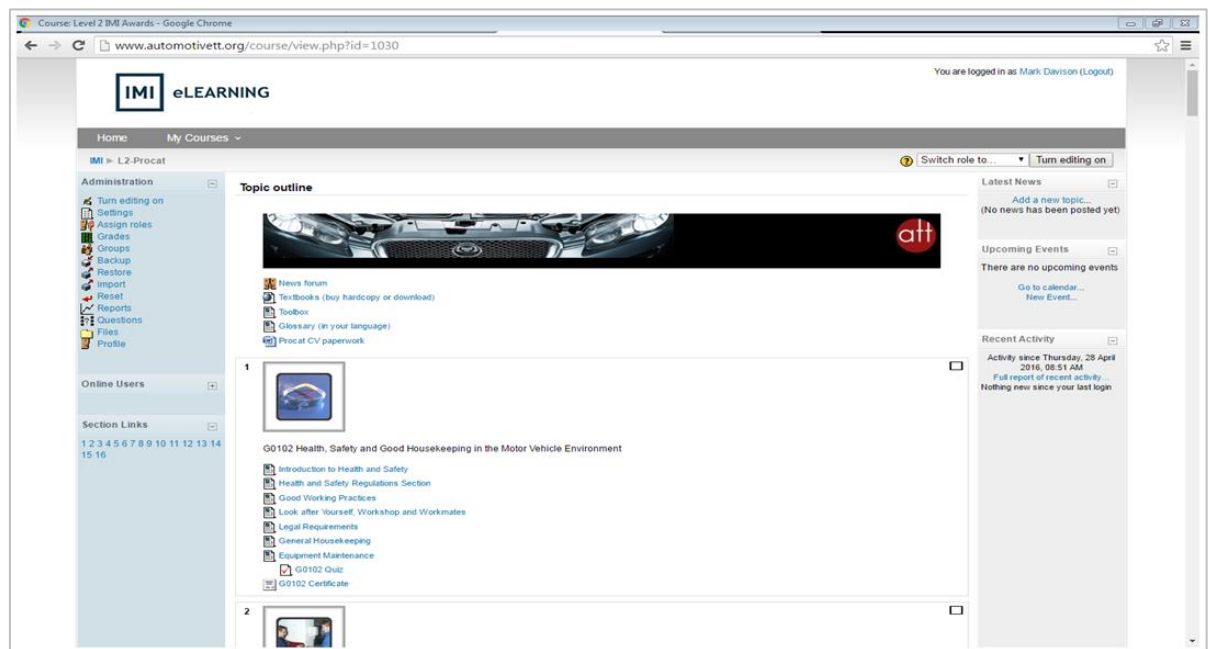 Course: Level 2 IMI Awards - Google Chrome
www.automotivett.org/course/view.php?id=1030
You are logged in as Mark Davison (Logout)
IMI eLEARNING
Home My Courses
IMI ► L2-Procat
Switch role to... Turn editing on
Administration
Turn editing on
Settings
Assign roles
Grades
Groups
Backup
Restore
Import
Reset
Reports
Questions
Files
Profile
Online Users
Section Links
1 2 3 4 5 6 7 8 9 10 11 12 13 14
15 16
Topic outline
att
News forum
Textbooks (buy hardcopy or download)
Toolbox
Glossary (in your language)
Procat CV paperwork
1
G0102 Health, Safety and Good Housekeeping in the Motor Vehicle Environment
Introduction to Health and Safety
Health and Safety Regulations Section
Good Working Practices
Look after Yourself, Workshop and Workmates
Legal Requirements
General Housekeeping
Equipment Maintenance
G0102 Quiz
G0102 Certificate
2
Latest News
Add a new topic...
(No news has been posted yet)
Upcoming Events
There are no upcoming events
Go to calendar...
New Event...
Recent Activity
Activity since Thursday, 28 April
2016, 08:51 AM
Full report of recent activity...
Nothing new since your last login